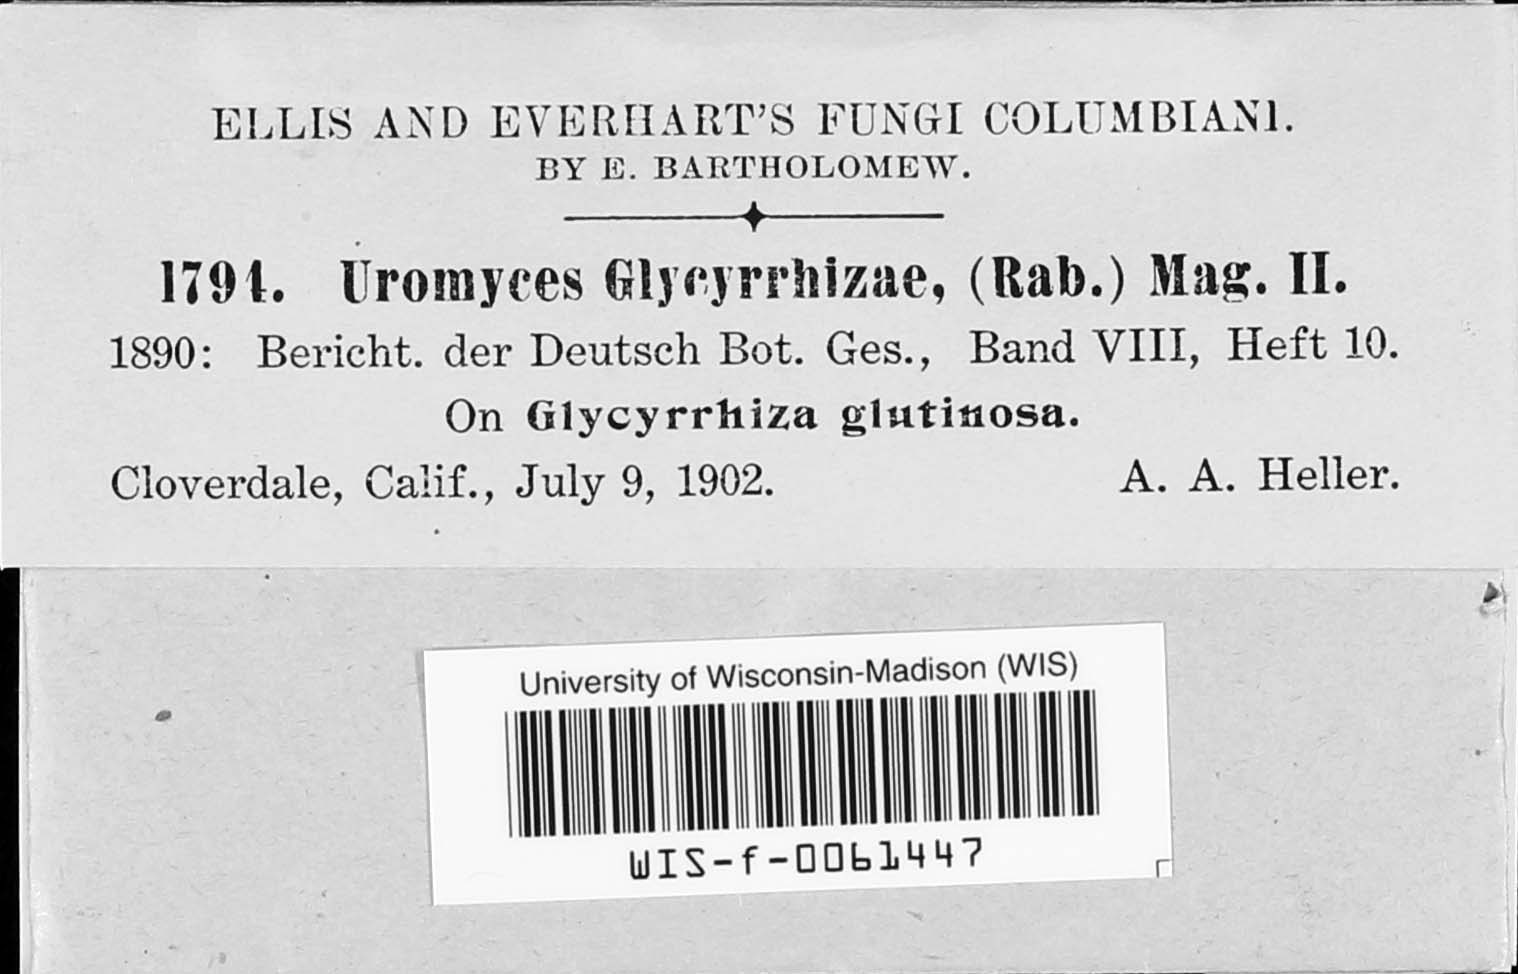 ELLIS AND EVERHART'S FUNGI COLUMBIANI.
BY E. BARTHOLOMEW.
1794. Uromyces Glycyrrhizae, (Rab.) Mag. II.
1890: Bericht. der Deutsch Bot. Ges., Band VIII, Heft 10.
On Glycyrrhiza glutinosa.
Cloverdale, Calif., July 9, 1902. A. A. Heller.
University of Wisconsin-Madison (WIS)
WIS-f-0061447